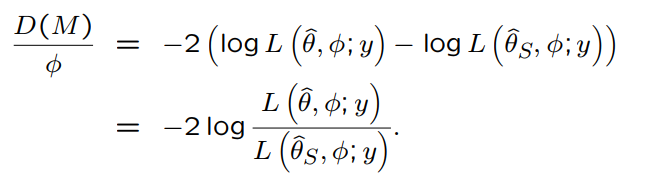 D(M)/φ = −2 (log L (θ̂, φ; y) − log L (θ̂_S, φ; y))
= −2 log L (θ̂, φ; y) / L (θ̂_S, φ; y).